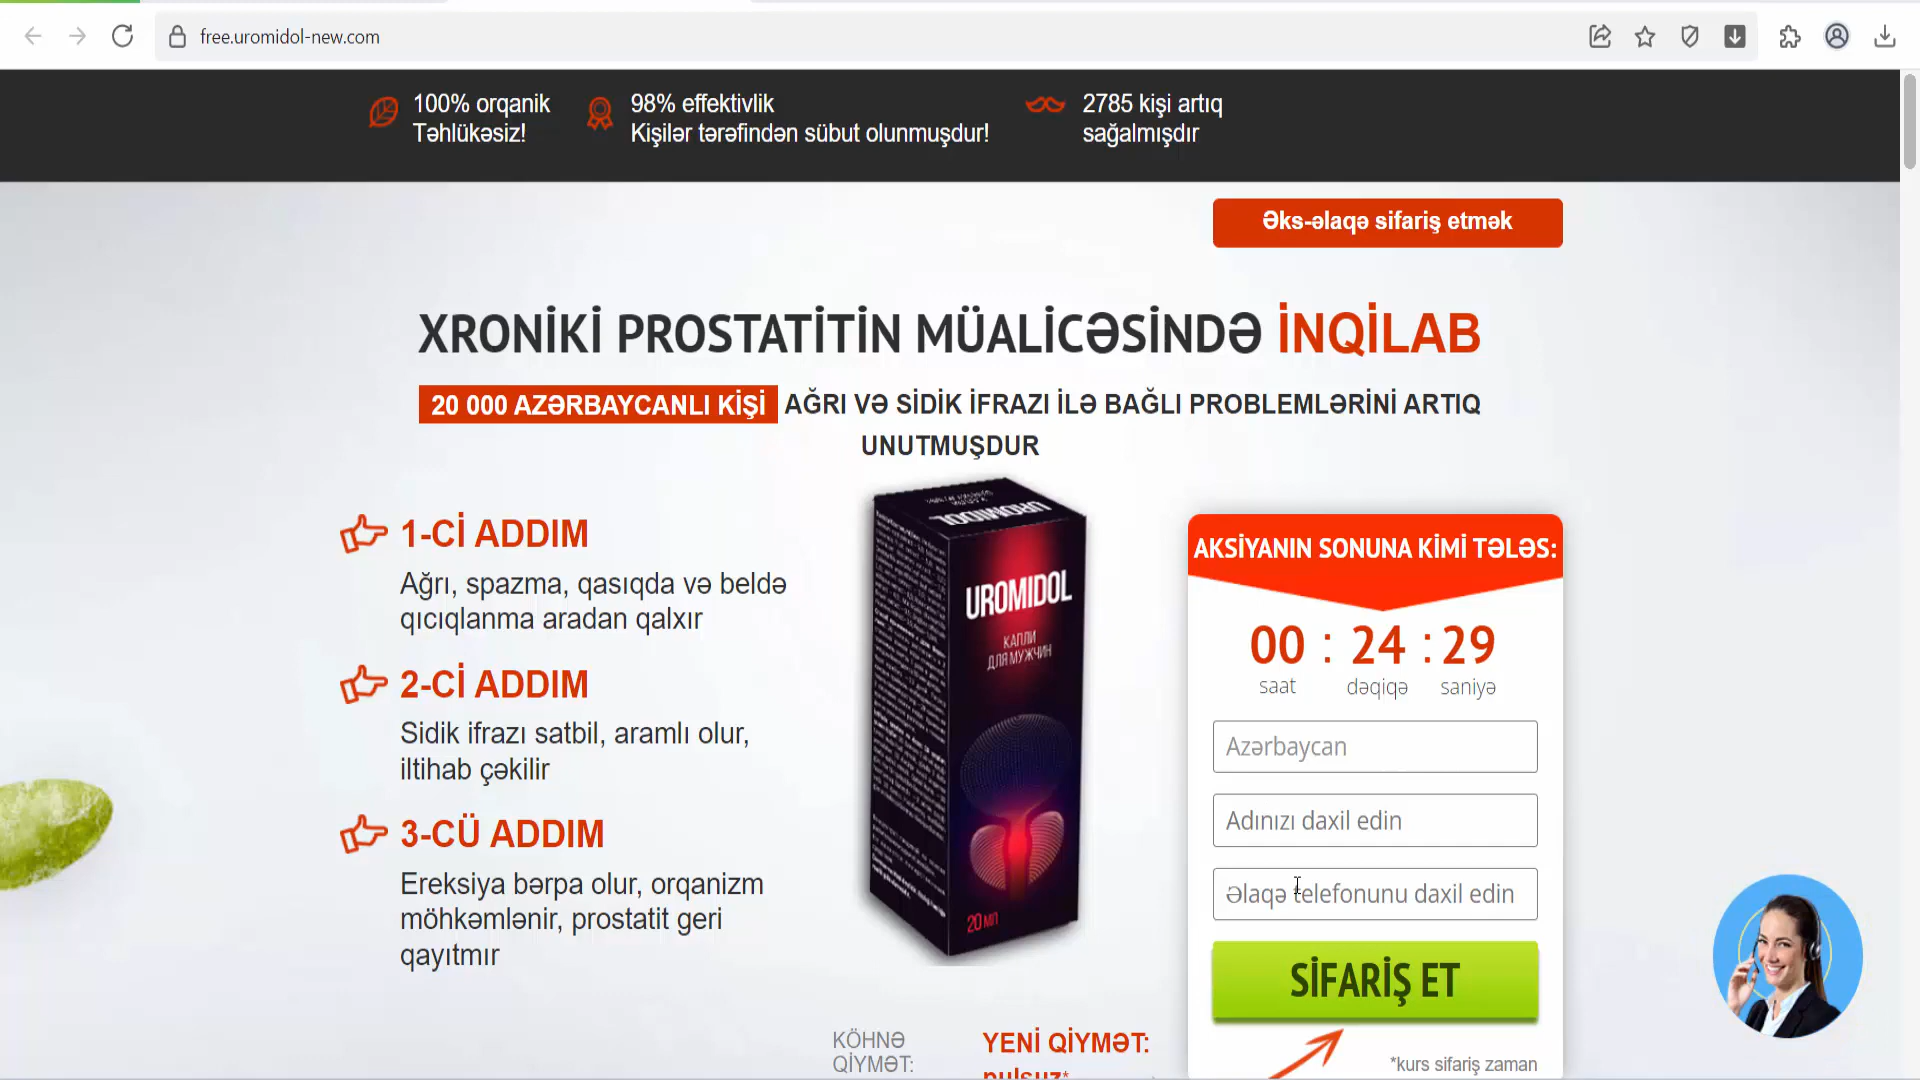 free.uromidol-new.com
100% orqanik
Təhlükəsiz!
98% effektivlik
Kişilər tərəfindən sübut olunmuşdur!
2785 kişi artıq
sağalmışdır
Əks-əlaqə sifariş etmək
XRONİKİ PROSTATİTİN MÜALİCƏSİNDƏ İNQİLAB
20 000 AZƏRBAYCANLI KİŞİ AĞRI VƏ SİDİK İFRAZI İLƏ BAĞLI PROBLEMLƏRİNİ ARTIQ
UNUTMUŞDUR
1-Cİ ADDIM
Ağrı, spazma, qasıqda və beldə
qıcıqlanma aradan qalxır
2-Cİ ADDIM
Sidik ifrazı satbil, aramlı olur,
iltihab çəkilir
3-CÜ ADDIM
Ereksiya bərpa olur, orqanizm
möhkəmlənir, prostatit geri
qayıtmır
UROMIDOL
UROMIDOL
КАПЛИ
ДЛЯ МУЖЧИН
20 МЛ
KÖHNƏ
QİYMƏT:
YENİ QİYMƏT:
pulsuz*
AKSİYANIN SONUNA KİMİ TƏLƏS:
00 : 24 : 29
saat dəqiqə saniyə
Azərbaycan
Adınızı daxil edin
Əlaqə telefonunu daxil edin
SİFARİŞ ET
*kurs sifariş zaman